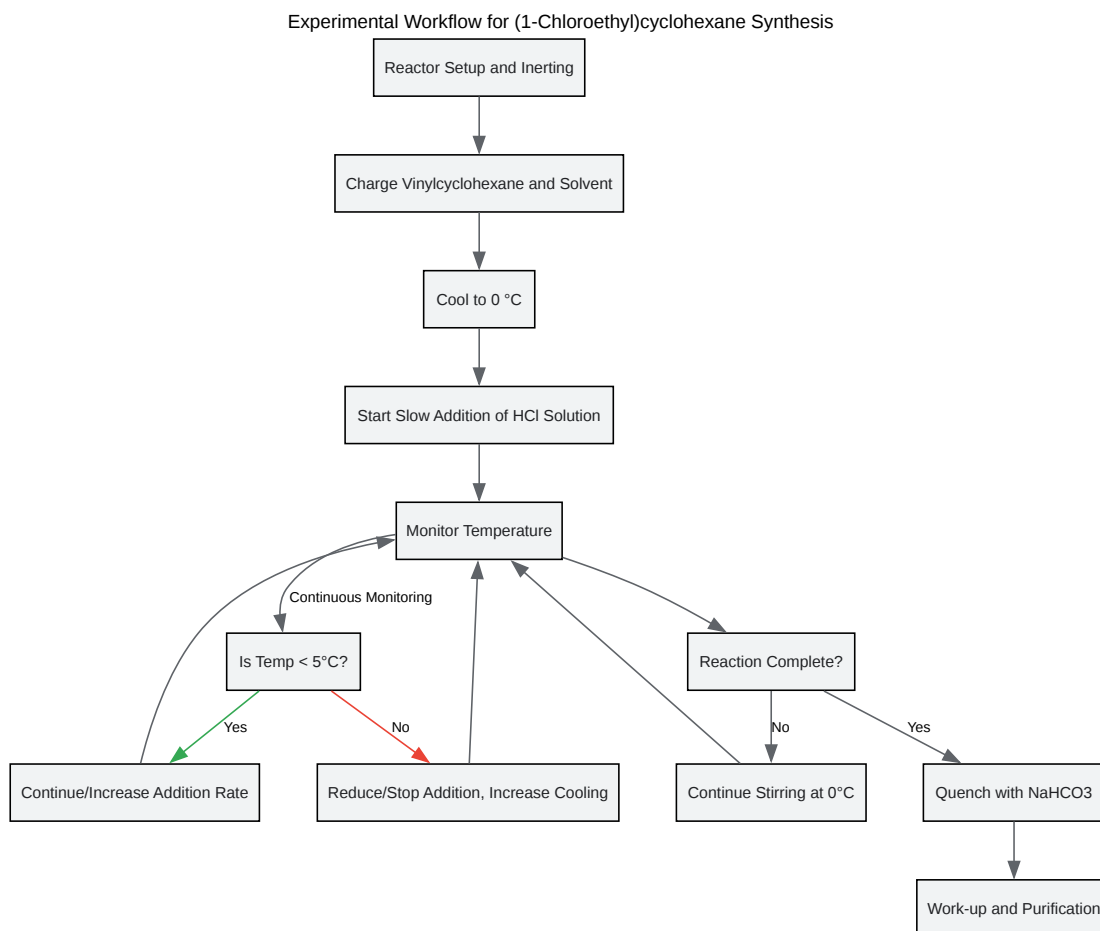 Experimental Workflow for (1-Chloroethyl)cyclohexane Synthesis
Reactor Setup and Inerting
Charge Vinylcyclohexane and Solvent
Cool to 0 °C
Start Slow Addition of HCl Solution
Monitor Temperature
Continuous Monitoring
Is Temp < 5°C?
Reaction Complete?
Yes
No
No
Yes
Continue/Increase Addition Rate
Reduce/Stop Addition, Increase Cooling
Continue Stirring at 0°C
Quench with NaHCO3
Work-up and Purification